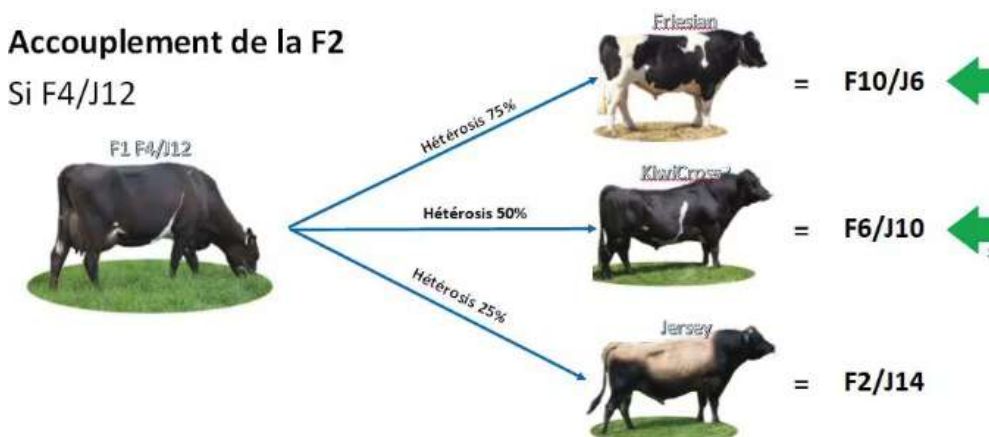 Accouplement de la F2
Si F4/J12
F1 F4/J12
Friesian
Hétérosis 75%
= F10/J6
KiwiCross
Hétérosis 50%
= F6/J10
Hétérosis 25%
Jersey
= F2/J14